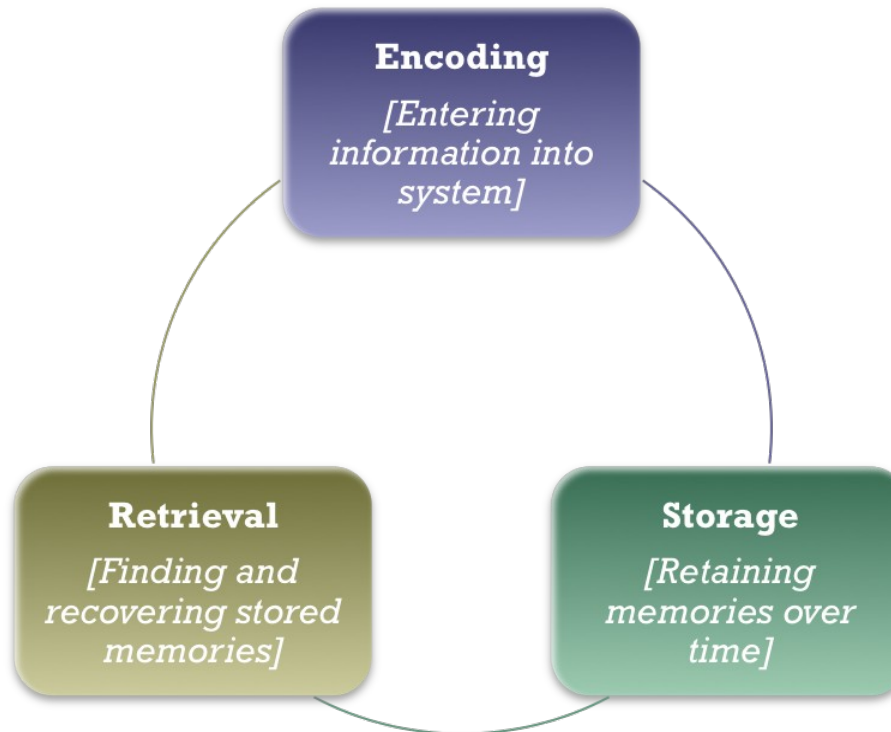 Encoding
[Entering
information into
system]
Retrieval
[Finding and
recovering stored
memories]
Storage
[Retaining
memories over
time]